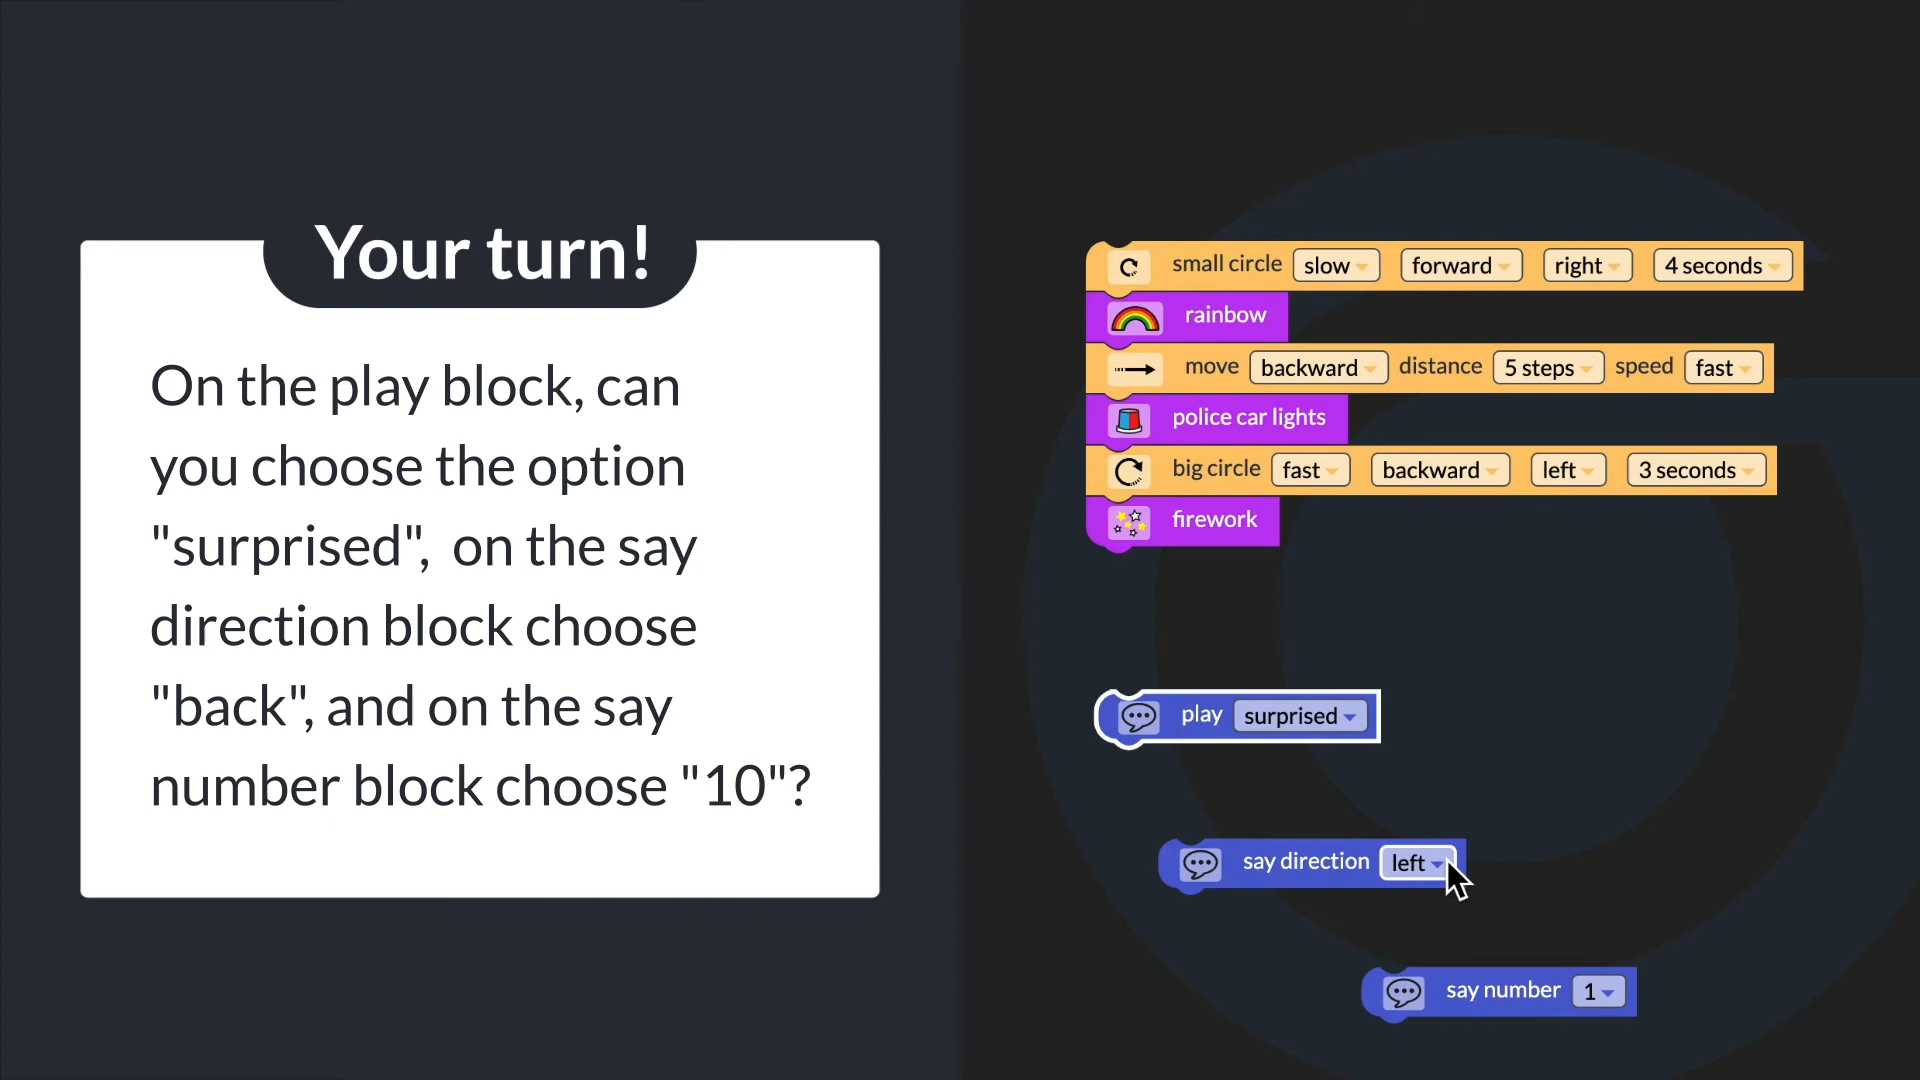 Your turn!
On the play block, can
you choose the option
"surprised", on the say
direction block choose
"back", and on the say
number block choose "10"?
small circle slow forward right 4 seconds
rainbow
move backward distance 5 steps speed fast
police car lights
big circle fast backward left 3 seconds
firework
play surprised
say direction left
say number 1